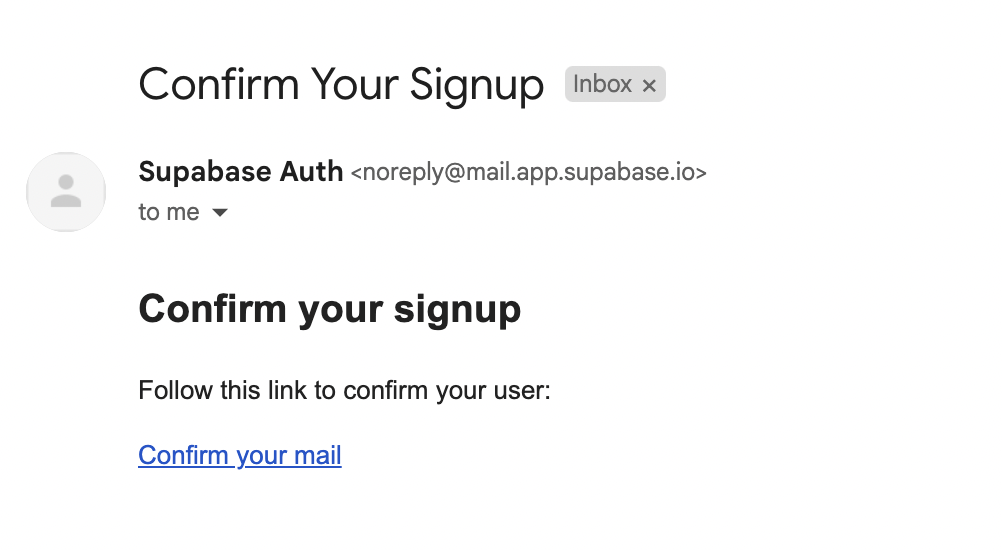 Confirm Your Signup Inbox ×
Supabase Auth <noreply@mail.app.supabase.io>
to me
Confirm your signup
Follow this link to confirm your user:
Confirm your mail